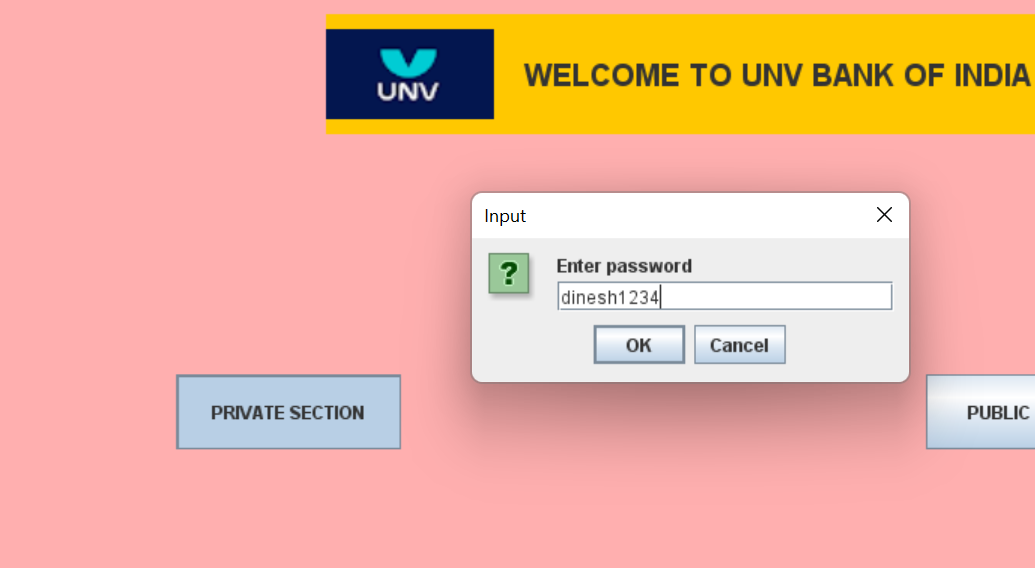 UNV
WELCOME TO UNV BANK OF INDIA
Input
?
Enter password
dinesh1234
OK Cancel
PRIVATE SECTION
PUBLIC